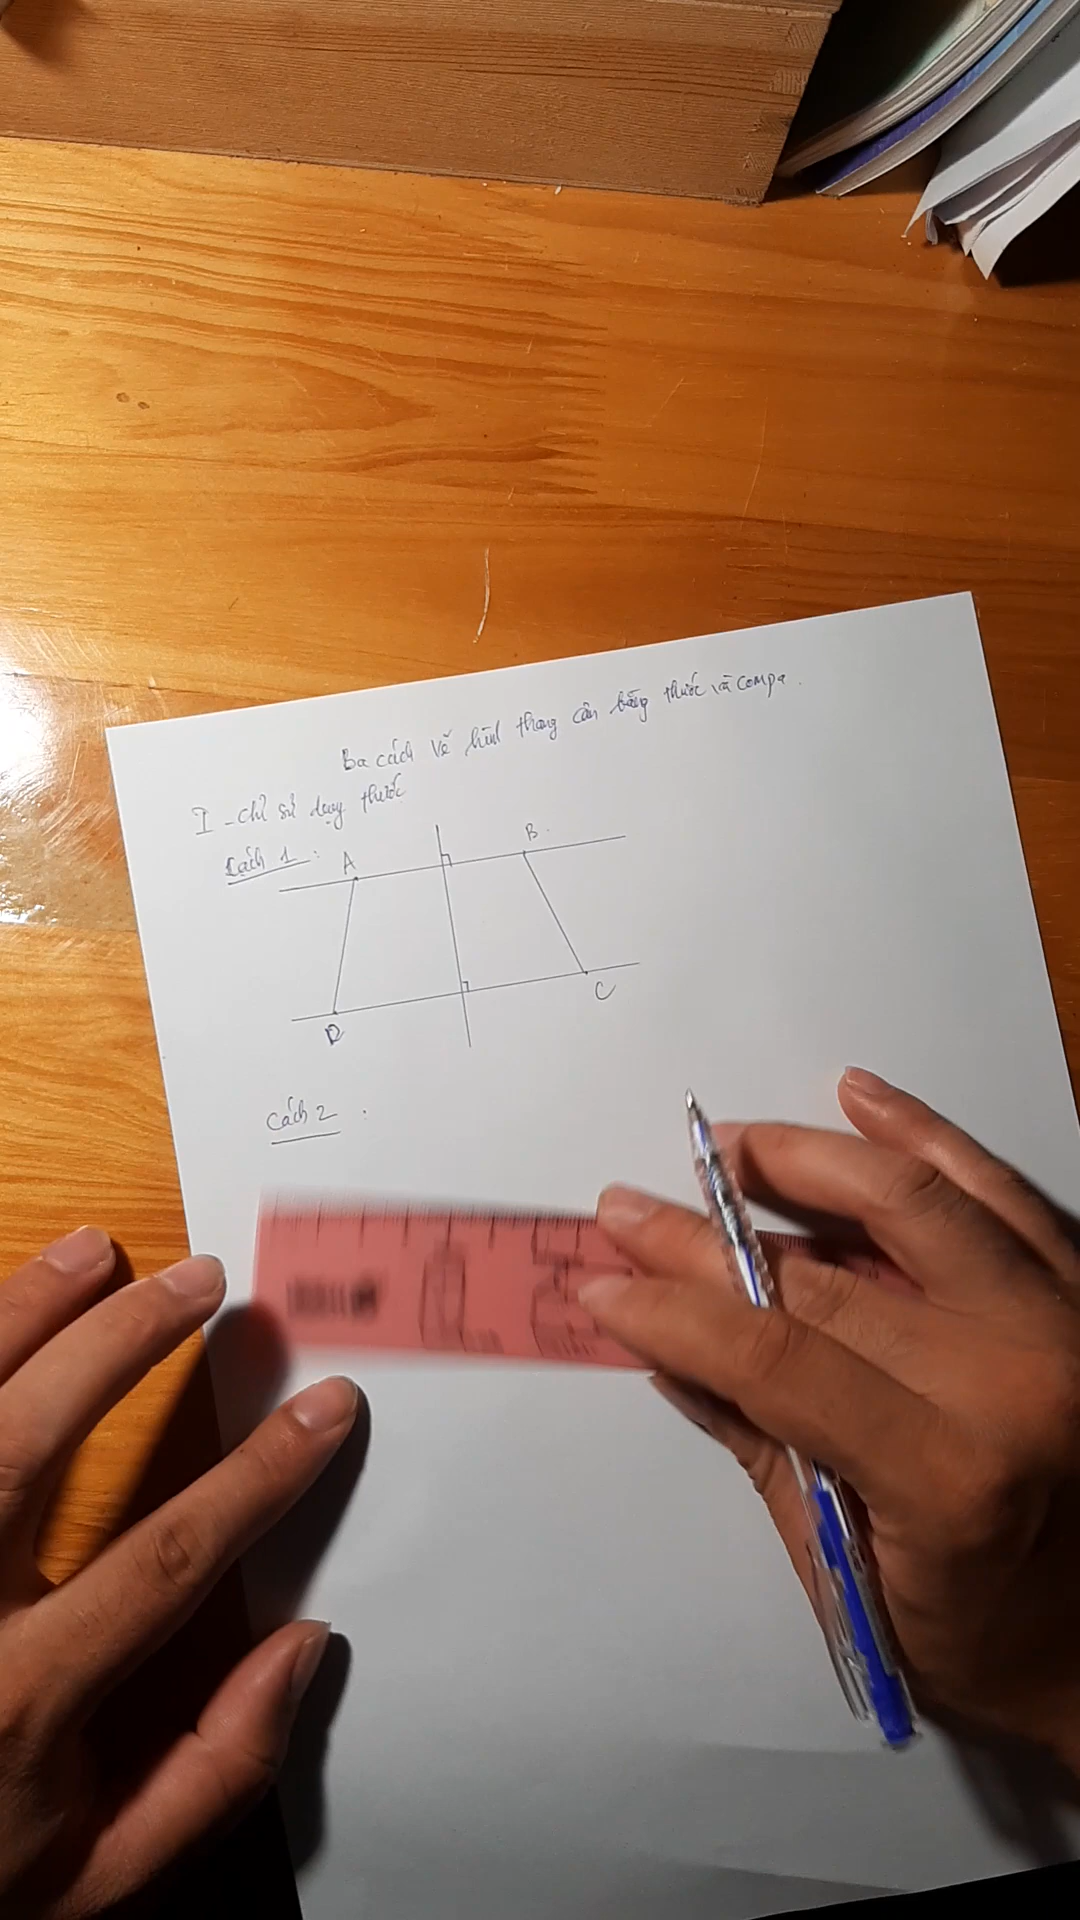 Ba cách vẽ hình thang cân bằng thước và compa.
I - chỉ sử dụng thước
Cách 1:
A
B
D
C
Cách 2.